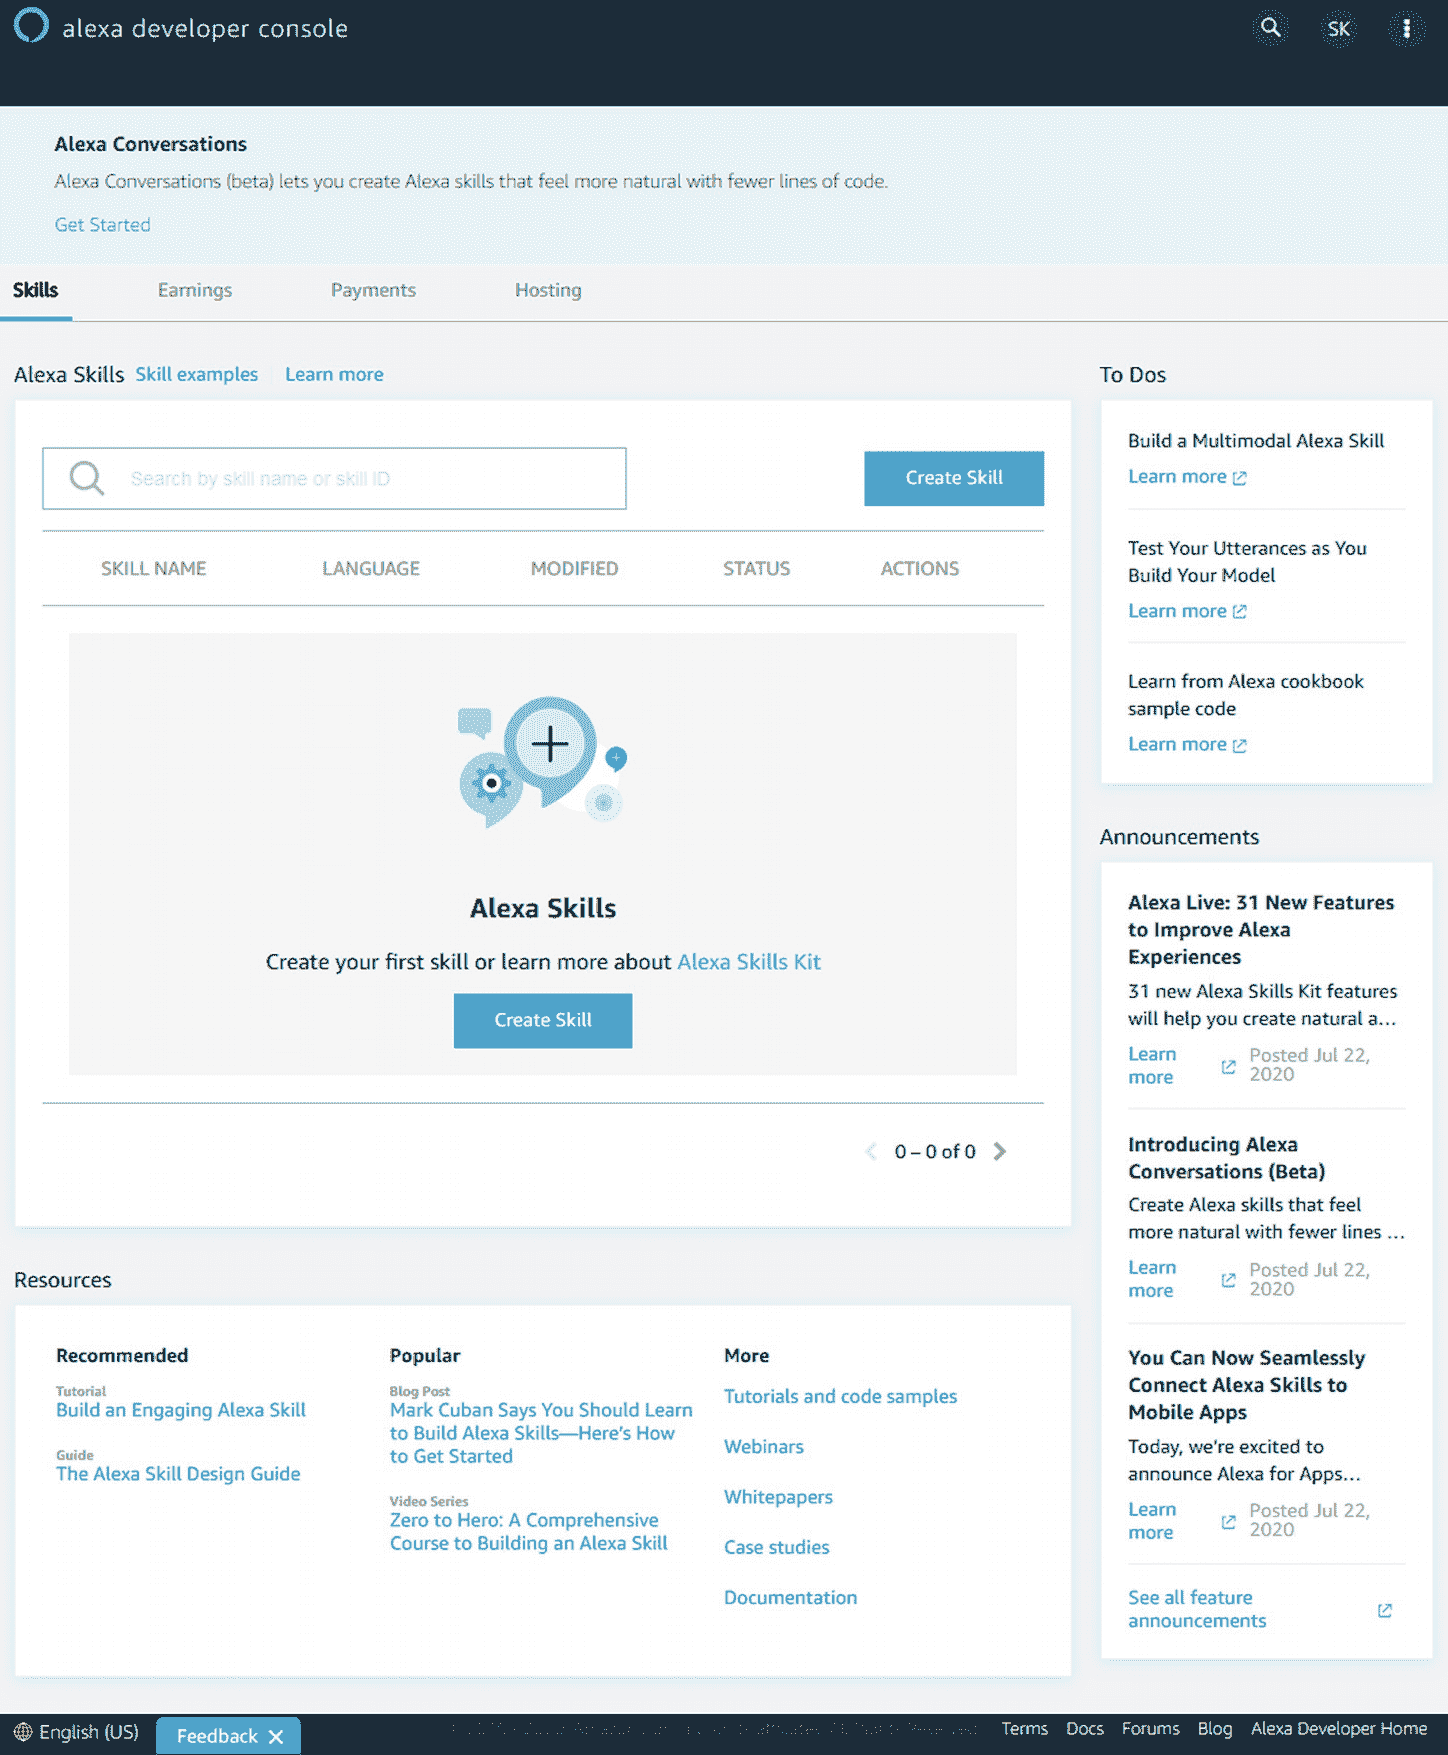 alexa developer console
SK
Alexa Conversations
Alexa Conversations (beta) lets you create Alexa skills that feel more natural with fewer lines of code.
Get Started
Skills Earnings Payments Hosting
Alexa Skills Skill examples Learn more
Search by skill name or skill ID
Create Skill
SKILL NAME LANGUAGE MODIFIED STATUS ACTIONS
Alexa Skills
Create your first skill or learn more about Alexa Skills Kit
Create Skill
0 – 0 of 0
To Dos
Build a Multimodal Alexa Skill
Learn more
Test Your Utterances as You
Build Your Model
Learn more
Learn from Alexa cookbook
sample code
Learn more
Announcements
Alexa Live: 31 New Features
to Improve Alexa
Experiences
31 new Alexa Skills Kit features
will help you create natural a...
Learn
more
Posted Jul 22,
2020
Introducing Alexa
Conversations (Beta)
Create Alexa skills that feel
more natural with fewer lines ...
Learn
more
Posted Jul 22,
2020
You Can Now Seamlessly
Connect Alexa Skills to
Mobile Apps
Today, we're excited to
announce Alexa for Apps...
Learn
more
Posted Jul 22,
2020
See all feature
announcements
Resources
Recommended
Tutorial
Build an Engaging Alexa Skill
Guide
The Alexa Skill Design Guide
Popular
Blog Post
Mark Cuban Says You Should Learn
to Build Alexa Skills—Here's How
to Get Started
Video Series
Zero to Hero: A Comprehensive
Course to Building an Alexa Skill
More
Tutorials and code samples
Webinars
Whitepapers
Case studies
Documentation
English (US) Feedback
Terms Docs Forums Blog Alexa Developer Home